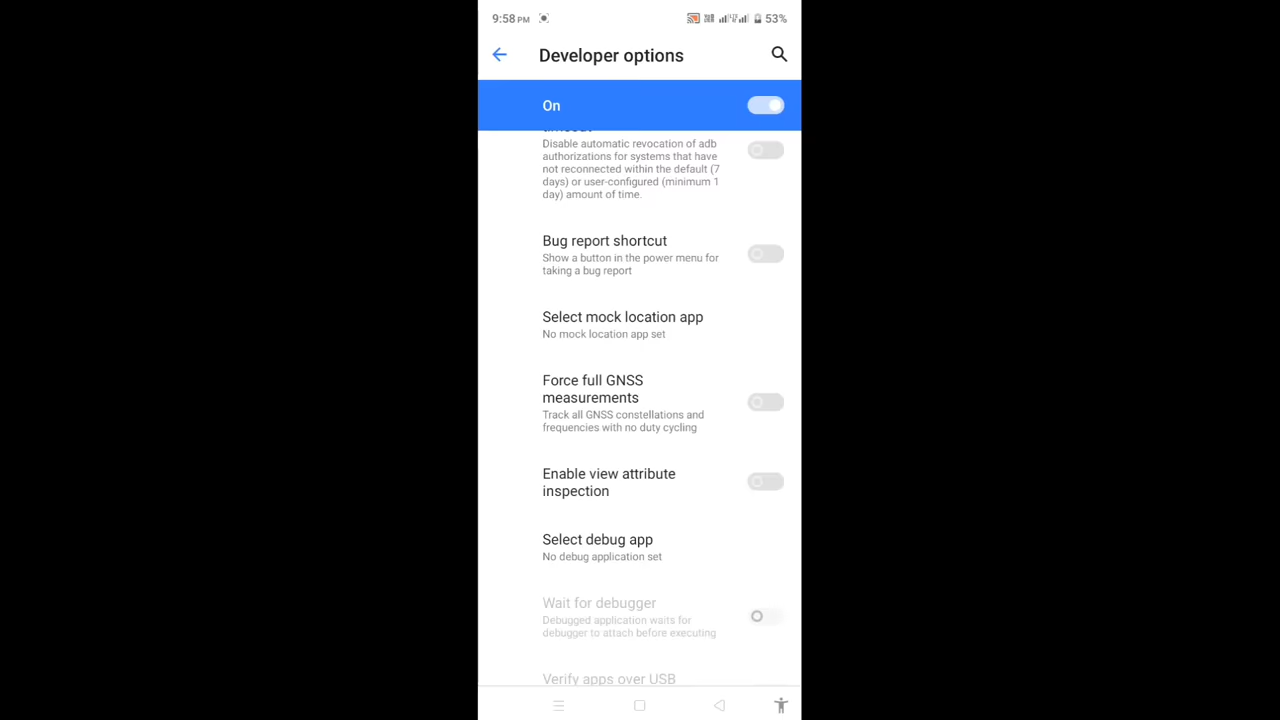 9:58 PM 53%
Developer options
On
timeout
Disable automatic revocation of adb
authorizations for systems that have
not reconnected within the default (7
days) or user-configured (minimum 1
day) amount of time.
Bug report shortcut
Show a button in the power menu for
taking a bug report
Select mock location app
No mock location app set
Force full GNSS
measurements
Track all GNSS constellations and
frequencies with no duty cycling
Enable view attribute
inspection
Select debug app
No debug application set
Wait for debugger
Debugged application waits for
debugger to attach before executing
Verify apps over USB